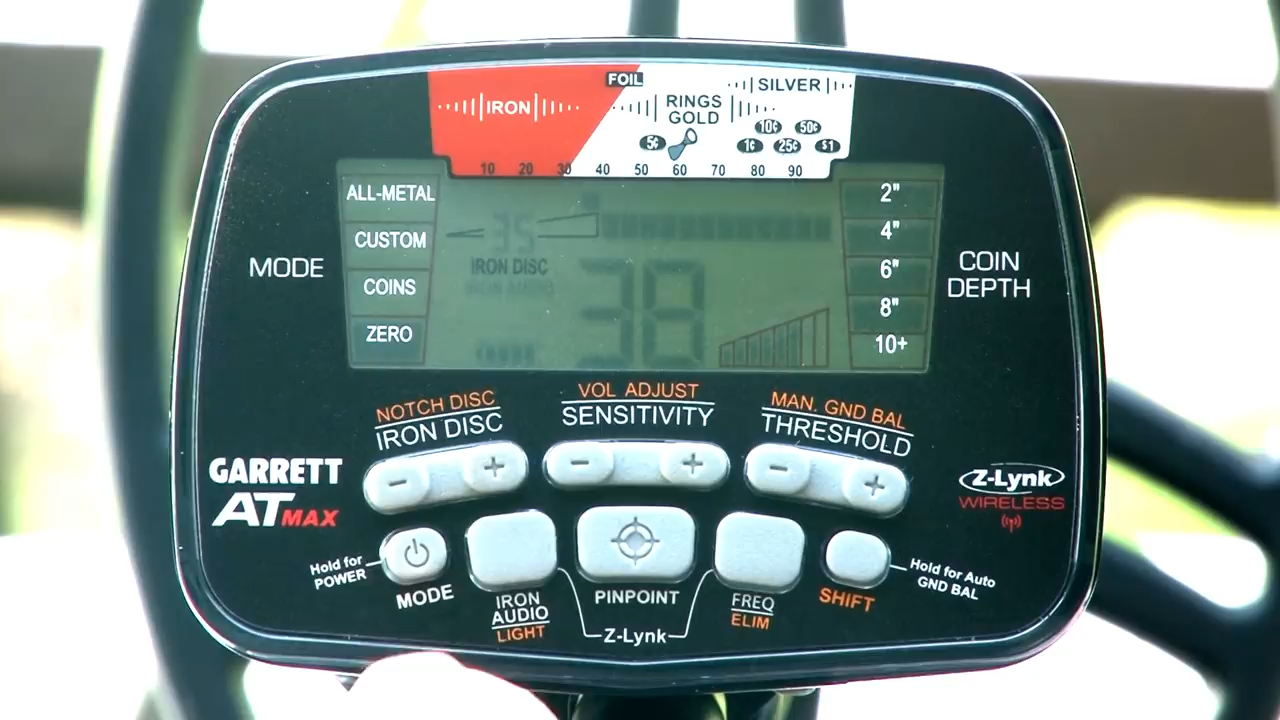 FOIL
SILVER
IRON
RINGS
GOLD
5¢
10¢ 50¢
1¢ 25¢ $1
10 20 30 40 50 60 70 80 90
ALL-METAL
CUSTOM
COINS
ZERO
MODE
35
IRON DISC
IRON AUDIO
38
2"
4"
6"
8"
10+
COIN
DEPTH
NOTCH DISC
IRON DISC
- +
VOL ADJUST
SENSITIVITY
- +
MAN. GND BAL
THRESHOLD
- +
GARRETT
AT MAX
Z-Lynk
WIRELESS
Hold for
POWER
MODE
IRON
AUDIO
LIGHT
PINPOINT
Z-Lynk
FREQ
ELIM
SHIFT
Hold for Auto
GND BAL